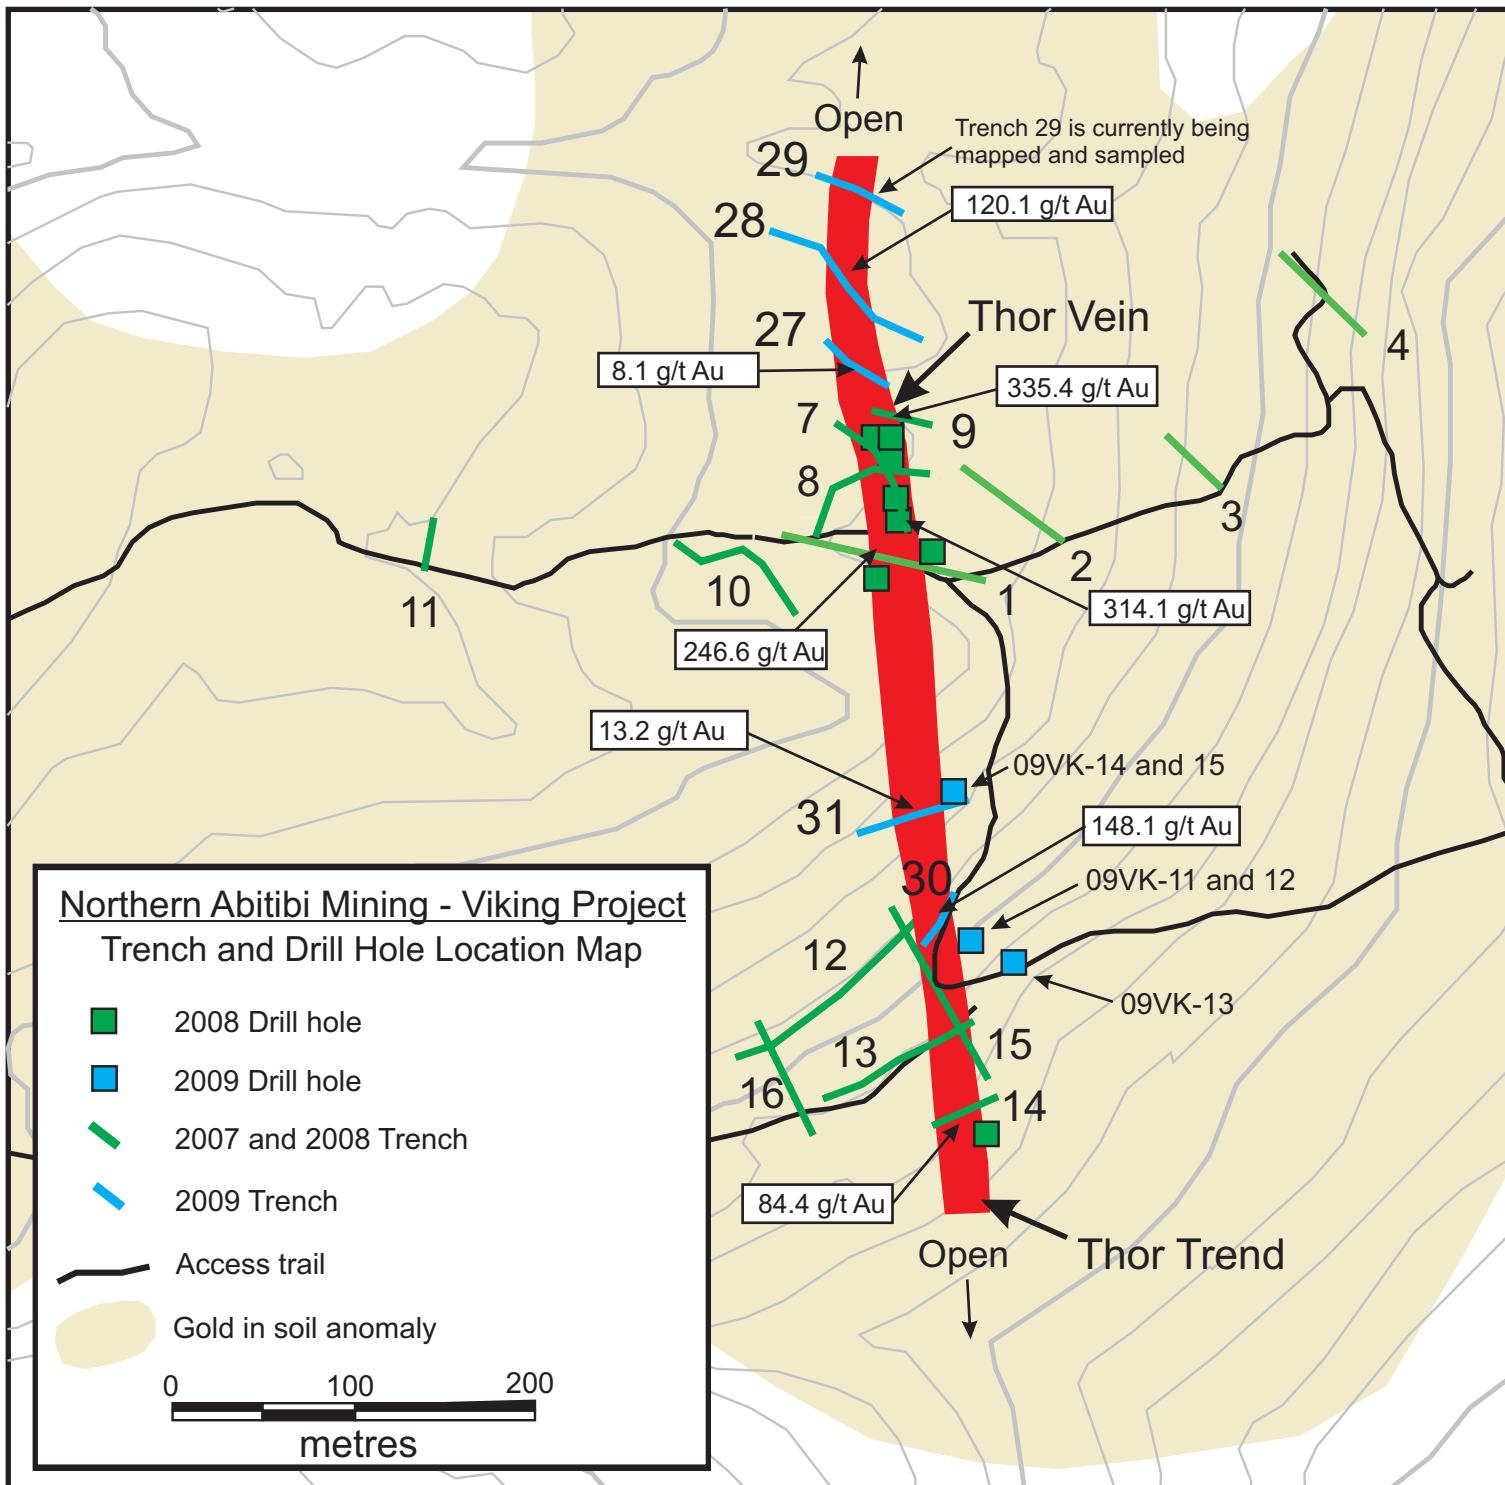 Open
Trench 29 is currently being
mapped and sampled
29
120.1 g/t Au
28
Thor Vein
27
4
8.1 g/t Au
335.4 g/t Au
7
9
8
3
2
10
1
11
314.1 g/t Au
246.6 g/t Au
13.2 g/t Au
09VK-14 and 15
31
148.1 g/t Au
30
09VK-11 and 12
12
09VK-13
13
15
16
14
84.4 g/t Au
Open
Thor Trend
Northern Abitibi Mining - Viking Project
Trench and Drill Hole Location Map
2008 Drill hole
2009 Drill hole
2007 and 2008 Trench
2009 Trench
Access trail
Gold in soil anomaly
0 100 200
metres